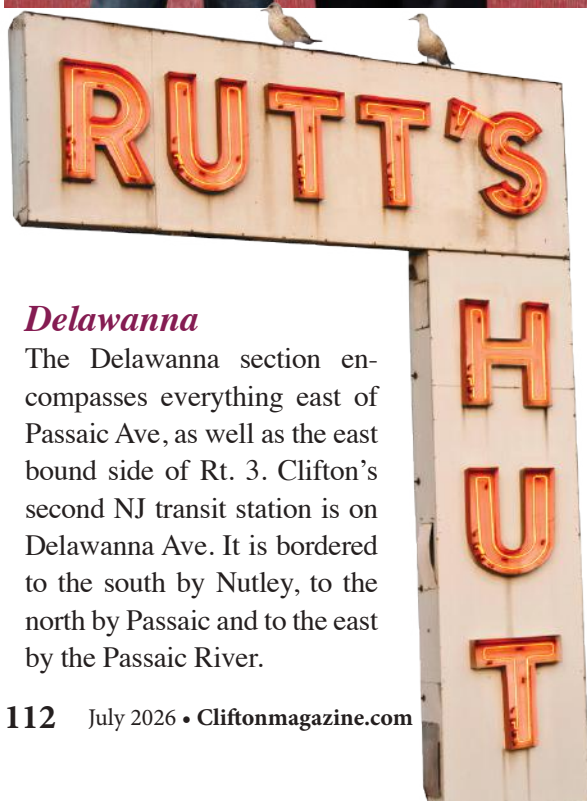 RUTT'S
HUT
Delawanna
The Delawanna section en-
compasses everything east of
Passaic Ave, as well as the east
bound side of Rt. 3. Clifton's
second NJ transit station is on
Delawanna Ave. It is bordered
to the south by Nutley, to the
north by Passaic and to the east
by the Passaic River.
112 July 2026 • Cliftonmagazine.com